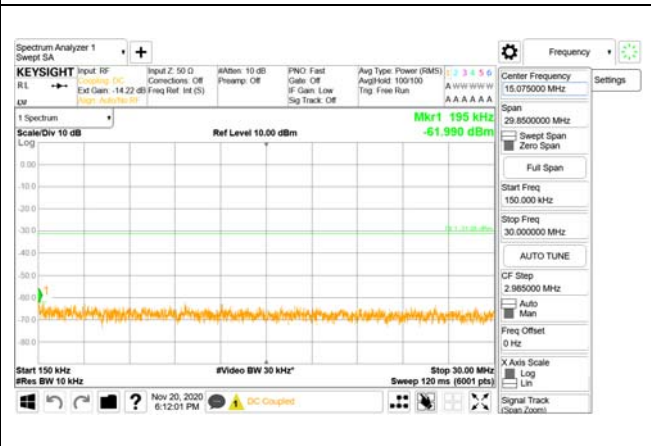 Spectrum Analyzer 1
Swept SA
+
Frequency
KEYSIGHT
RL
Input: RF
Coupling: DC
Ext Gain: -14.22 dB
Align: Auto/No RF
Input Z: 50 Ω
Corrections: Off
Freq Ref: Int (S)
#Atten: 10 dB
Preamp: Off
PNO: Fast
Gate: Off
IF Gain: Low
Sig Track: Off
Avg Type: Power (RMS)
Avg|Hold: 100/100
Trig: Free Run
1 2 3 4 5 6
A W W W W W
A A A A A A
1 Spectrum
Scale/Div 10 dB
Ref Level 10.00 dBm
Mkr1 195 kHz
-61.990 dBm
Log
0.00
-10.0
-20.0
-30.0
-40.0
-50.0
-60.0
-70.0
-80.0
1
Start 150 kHz
#Video BW 30 kHz*
Stop 30.00 MHz
#Res BW 10 kHz
Sweep 120 ms (6001 pts)
Nov 20, 2020
6:12:01 PM
DC Coupled
Settings
Center Frequency
15.075000 MHz
Span
29.8500000 MHz
Swept Span
Zero Span
Full Span
Start Freq
150.000 kHz
Stop Freq
30.000000 MHz
AUTO TUNE
CF Step
2.985000 MHz
Auto
Man
Freq Offset
0 Hz
X Axis Scale
Log
Lin
Signal Track
(Span Zoom)